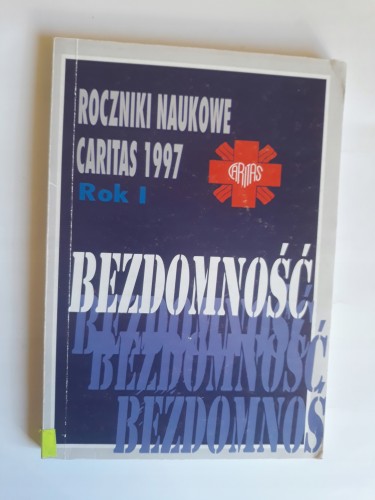 ROCZNIKI NAUKOWE
CARITAS 1997
Rok I
CARITAS
BEZDOMNOŚĆ
BEZDOMNOŚĆ
BEZDOMNOŚĆ
BEZDOMNOŚ